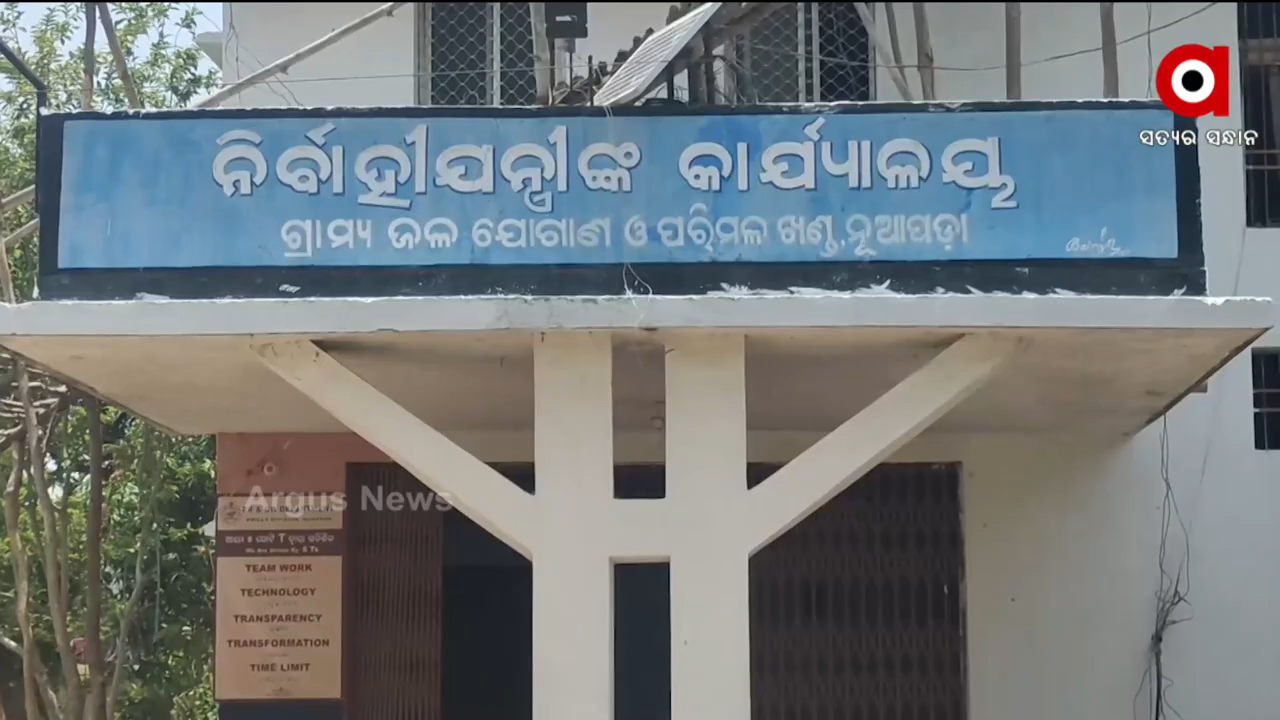 ସତ୍ୟର ସନ୍ଧାନ
ନିର୍ବାହୀଯନ୍ତ୍ରୀଙ୍କ କାର୍ଯ୍ୟାଳୟ
ଗ୍ରାମ୍ୟ ଜଳ ଯୋଗାଣ ଓ ପରିମଳ ଖଣ୍ଡ, ନୂଆପଡ଼ା
Argus News
TEAM WORK
TECHNOLOGY
TRANSPARENCY
TRANSFORMATION
TIME LIMIT